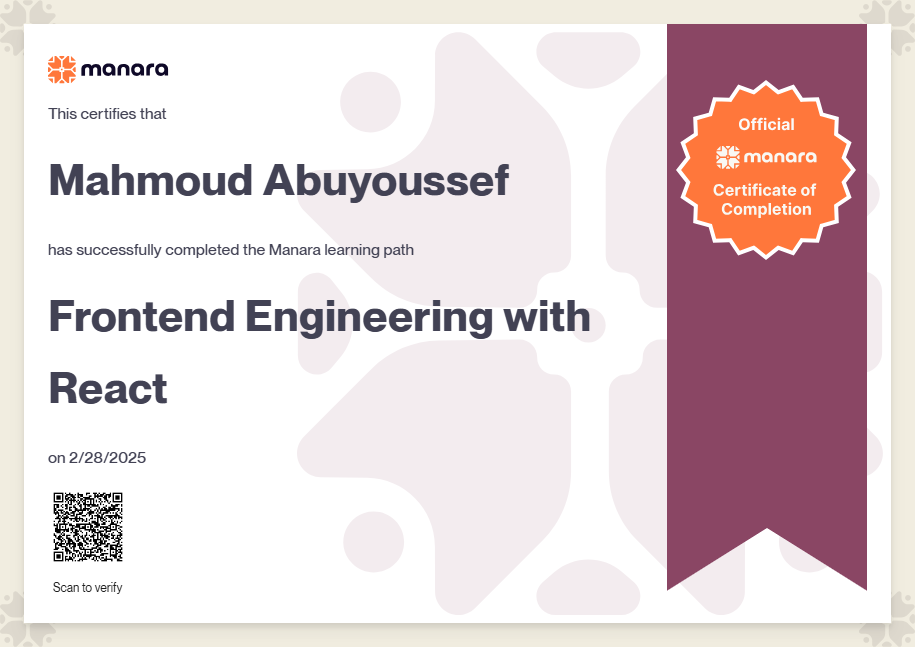 manara
This certifies that
Mahmoud Abuyoussef
has successfully completed the Manara learning path
Frontend Engineering with
React
on 2/28/2025
Scan to verify
Official
manara
Certificate of
Completion